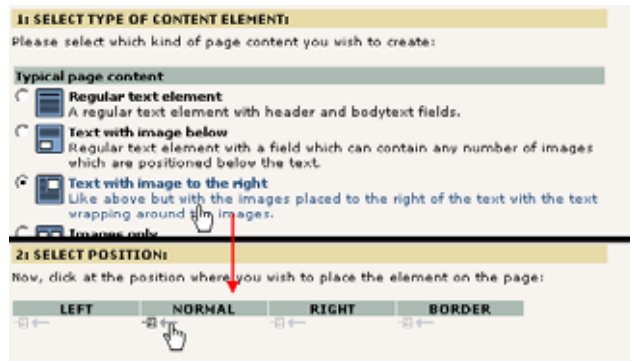 1: SELECT TYPE OF CONTENT ELEMENT:
Please select which kind of page content you wish to create:
Typical page content
Regular text element
A regular text element with header and bodytext fields.
Text with image below
Regular text element with a field which can contain any number of images
which are positioned below the text.
Text with image to the right
Like above but with the images placed to the right of the text with the text
wrapping around the images.
Images only
2: SELECT POSITION:
Now, click at the position where you wish to place the element on the page:
LEFT NORMAL RIGHT BORDER